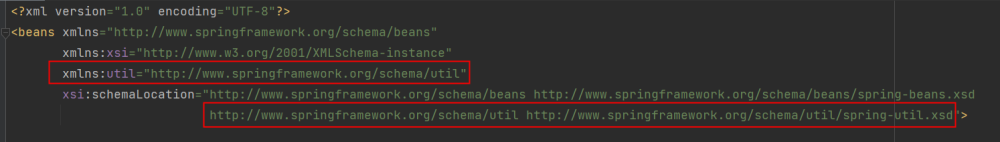 <?xml version="1.0" encoding="UTF-8"?>
<beans xmlns="http://www.springframework.org/schema/beans"
xmlns:xsi="http://www.w3.org/2001/XMLSchema-instance"
xmlns:util="http://www.springframework.org/schema/util"
xsi:schemaLocation="http://www.springframework.org/schema/beans http://www.springframework.org/schema/beans/spring-beans.xsd
http://www.springframework.org/schema/util http://www.springframework.org/schema/util/spring-util.xsd">